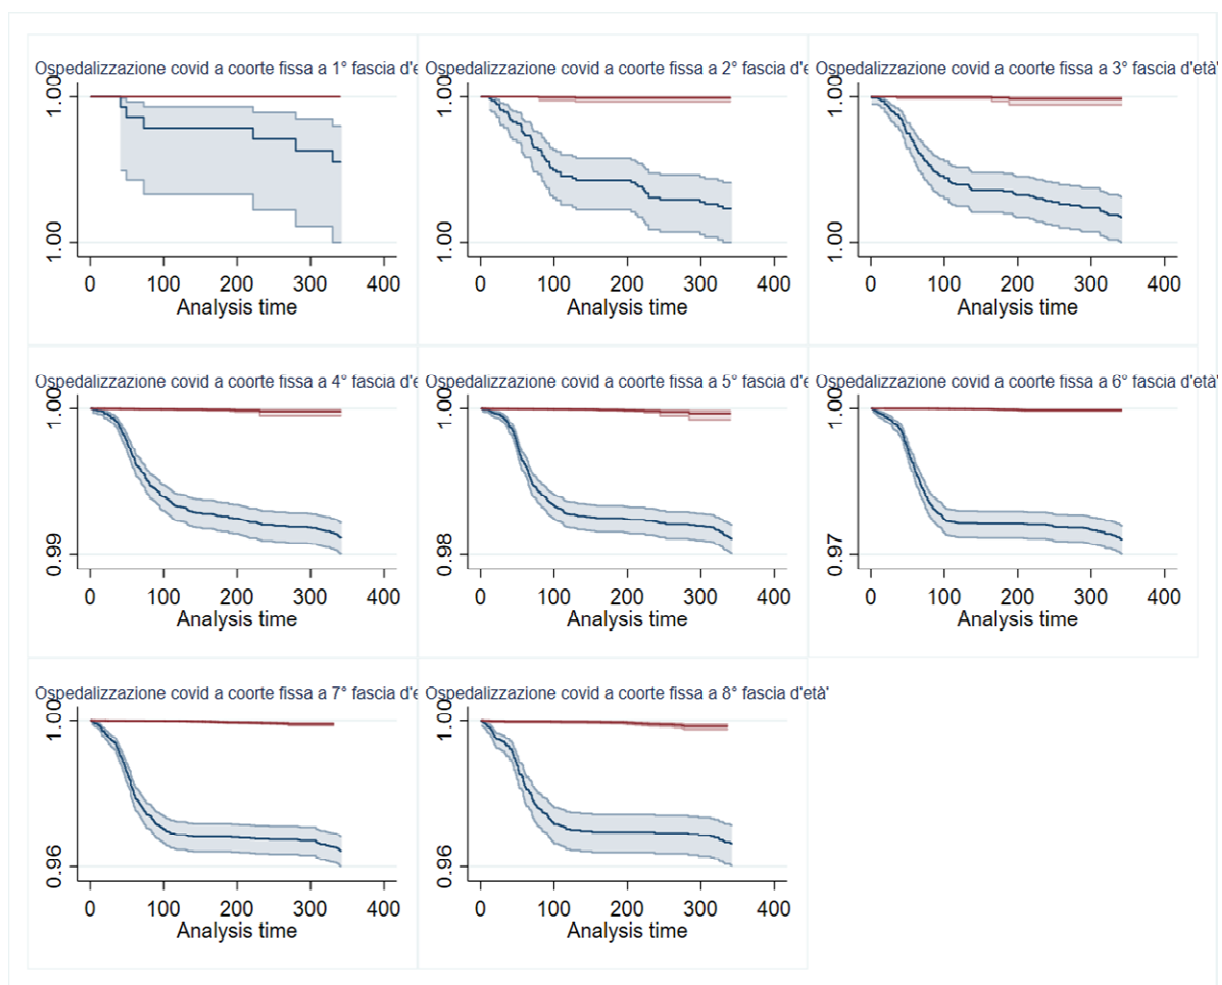 Ospedalizzazione covid a coorte fissa a 1° fascia d'e
1.00
1.00
0 100 200 300 400
Analysis time
Ospedalizzazione covid a coorte fissa a 2° fascia d'e
1.00
1.00
0 100 200 300 400
Analysis time
Ospedalizzazione covid a coorte fissa a 3° fascia d'età'
1.00
1.00
0 100 200 300 400
Analysis time
Ospedalizzazione covid a coorte fissa a 4° fascia d'e
1.00
0.99
0 100 200 300 400
Analysis time
Ospedalizzazione covid a coorte fissa a 5° fascia d'e
1.00
0.98
0 100 200 300 400
Analysis time
Ospedalizzazione covid a coorte fissa a 6° fascia d'età'
1.00
0.97
0 100 200 300 400
Analysis time
Ospedalizzazione covid a coorte fissa a 7° fascia d'e
1.00
0.96
0 100 200 300 400
Analysis time
Ospedalizzazione covid a coorte fissa a 8° fascia d'età'
1.00
0.96
0 100 200 300 400
Analysis time